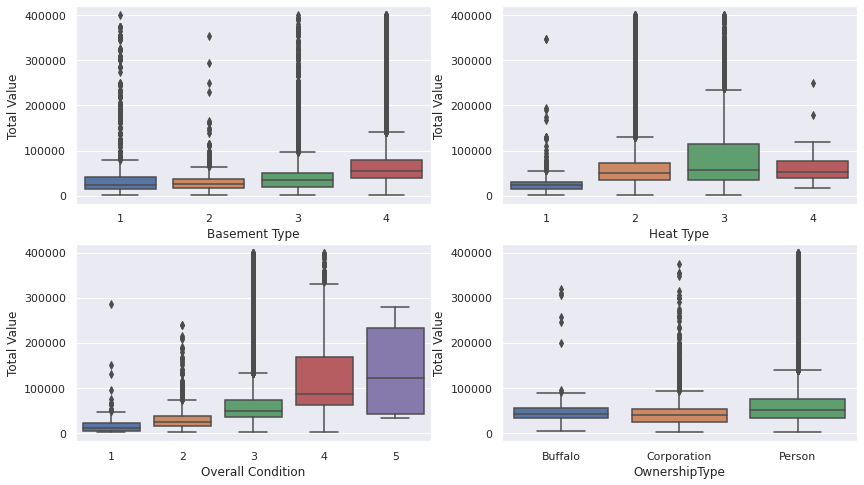 400000
300000
200000
100000
0
Total Value
1 2 3 4
Basement Type
400000
300000
200000
100000
0
Total Value
1 2 3 4
Heat Type
400000
300000
200000
100000
0
Total Value
1 2 3 4 5
Overall Condition
400000
300000
200000
100000
0
Total Value
Buffalo Corporation Person
OwnershipType